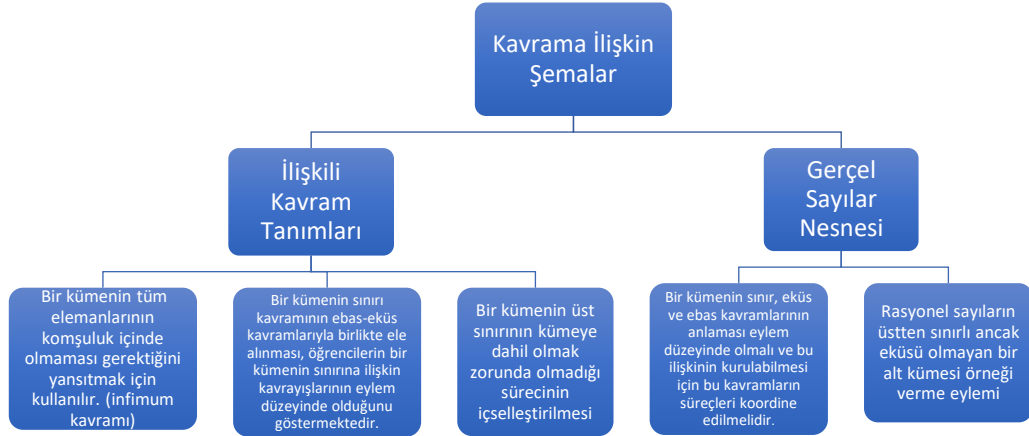 Kavrama İlişkin
Şemalar
İlişkili
Kavram
Tanımları
Gerçel
Sayılar
Nesnesi
Bir kümenin tüm
elemanlarının
komşuluk içinde
olmaması gerektiğini
yansıtmak için
kullanılır. (infimum
kavramı)
Bir kümenin sınırı
kavramının ebas-eküs
kavramlarıyla birlikte ele
alınması, öğrencilerin bir
kümenin sınırına ilişkin
kavrayışlarının eylem
düzeyinde olduğunu
göstermektedir.
Bir kümenin üst
sınırının kümeye
dahil olmak
zorunda olmadığı
sürecinin
içselleştirilmesi
Bir kümenin sınır, eküs
ve ebas kavramlarının
anlaması eylem
düzeyinde olmalı ve bu
ilişkinin kurulabilmesi
için bu kavramların
süreçleri koordine
edilmelidir.
Rasyonel sayıların
üstten sınırlı ancak
eküsü olmayan bir
alt kümesi örneği
verme eylemi